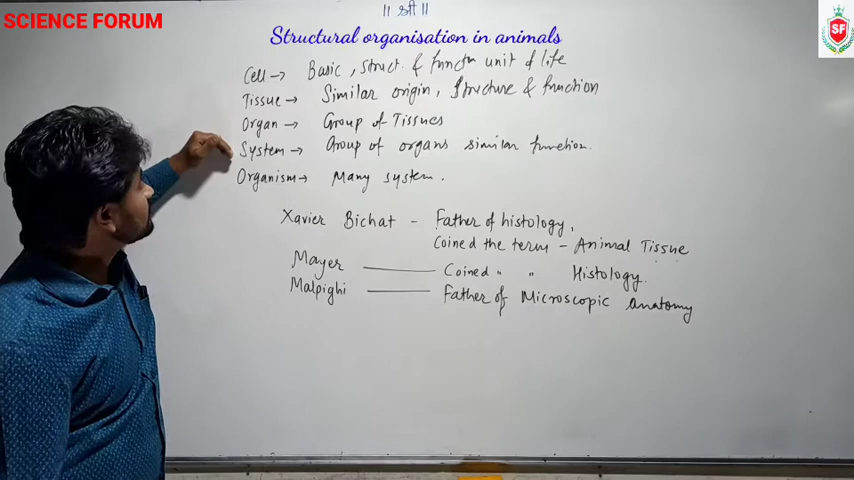 SCIENCE FORUM
|| श्री ||
SF
Structural organisation in animals
Cell → Basic, struct. & functn unit of life
Tissue → Similar origin, structure & function
Organ → Group of Tissues
System → Group of organs similar function.
Organism → Many system.
Xavier Bichat - Father of histology,
Coined the term - Animal Tissue
Mayer — Coined " " Histology.
Malpighi — Father of Microscopic anatomy